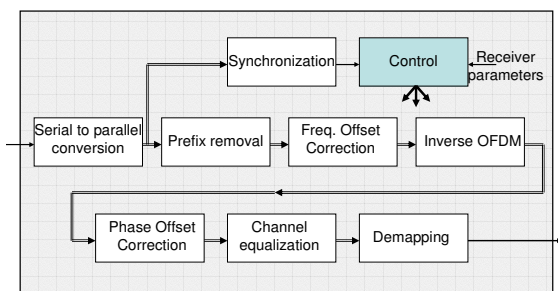 Synchronization
Control
Receiver
parameters
Serial to parallel
conversion
Prefix removal
Freq. Offset
Correction
Inverse OFDM
Phase Offset
Correction
Channel
equalization
Demapping